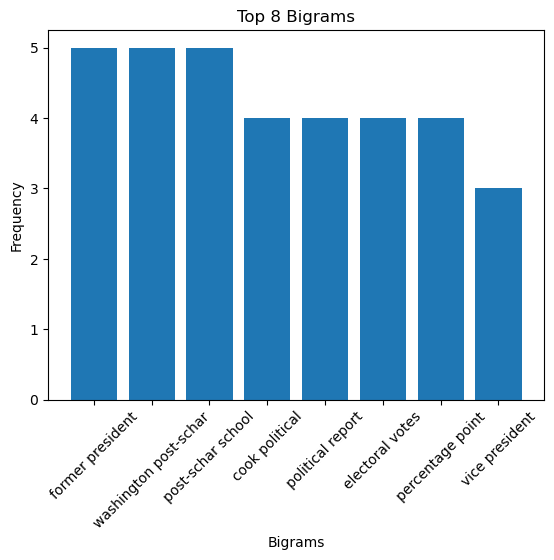 Top 8 Bigrams
5
4
3
2
1
0
Frequency
former president
washington post-schar
post-schar school
cook political
political report
electoral votes
percentage point
vice president
Bigrams